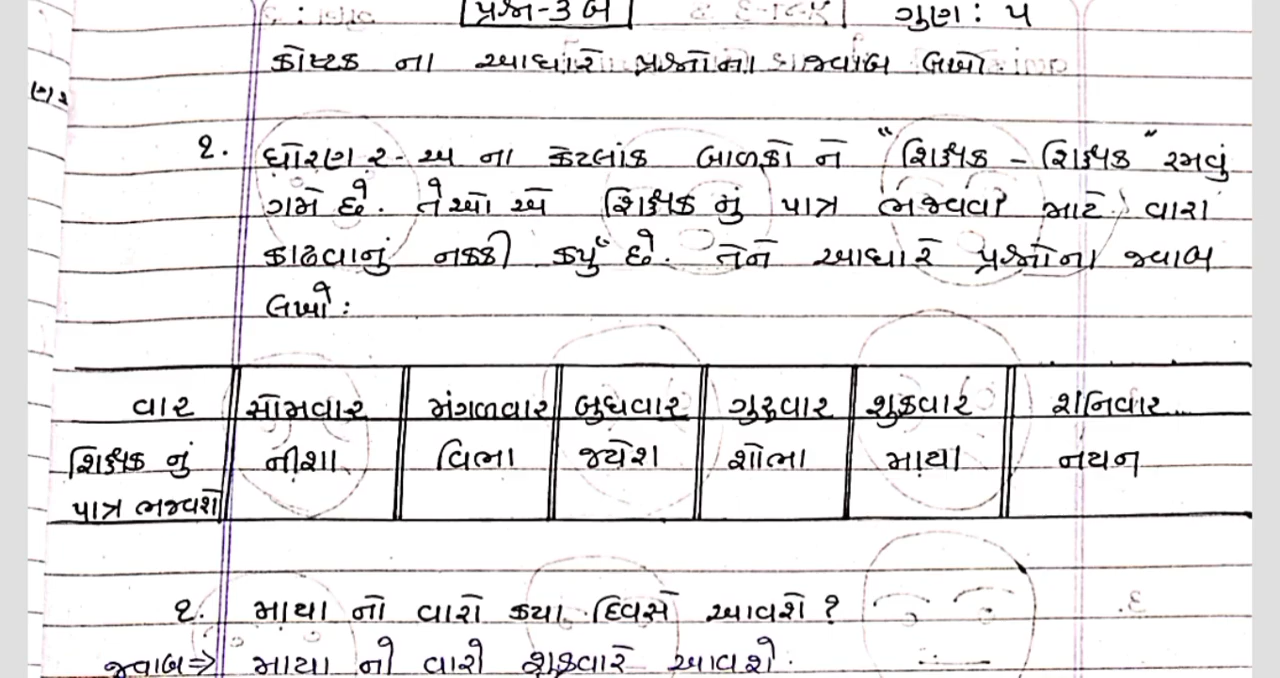 પ્રશ્ન-૩ બ ગુણ : ૫
કોષ્ટક ના આધારે પ્રશ્નોના જવાબ લખો.
૧. ધોરણ ૨-અ ના કેટલાંક બાળકો ને "શિક્ષક - શિક્ષક" રમવું
ગમે છે. તેઓ એ શિક્ષક નું પાત્ર ભજવવા માટે વારા
કાઢવાનું નક્કી કર્યું છે. તેને આધારે પ્રશ્નોના જવાબ
લખો :
વાર સોમવાર મંગળવાર બુધવાર ગુરુવાર શુક્રવાર શનિવાર
શિક્ષક નું નીશા વિભા જયેશ શોભા માયા નયન
પાત્ર ભજવશે
૧. માયા નો વારો કયા દિવસે આવશે ?
જવાબ⇒ માયા નો વારો શુક્રવારે આવશે.